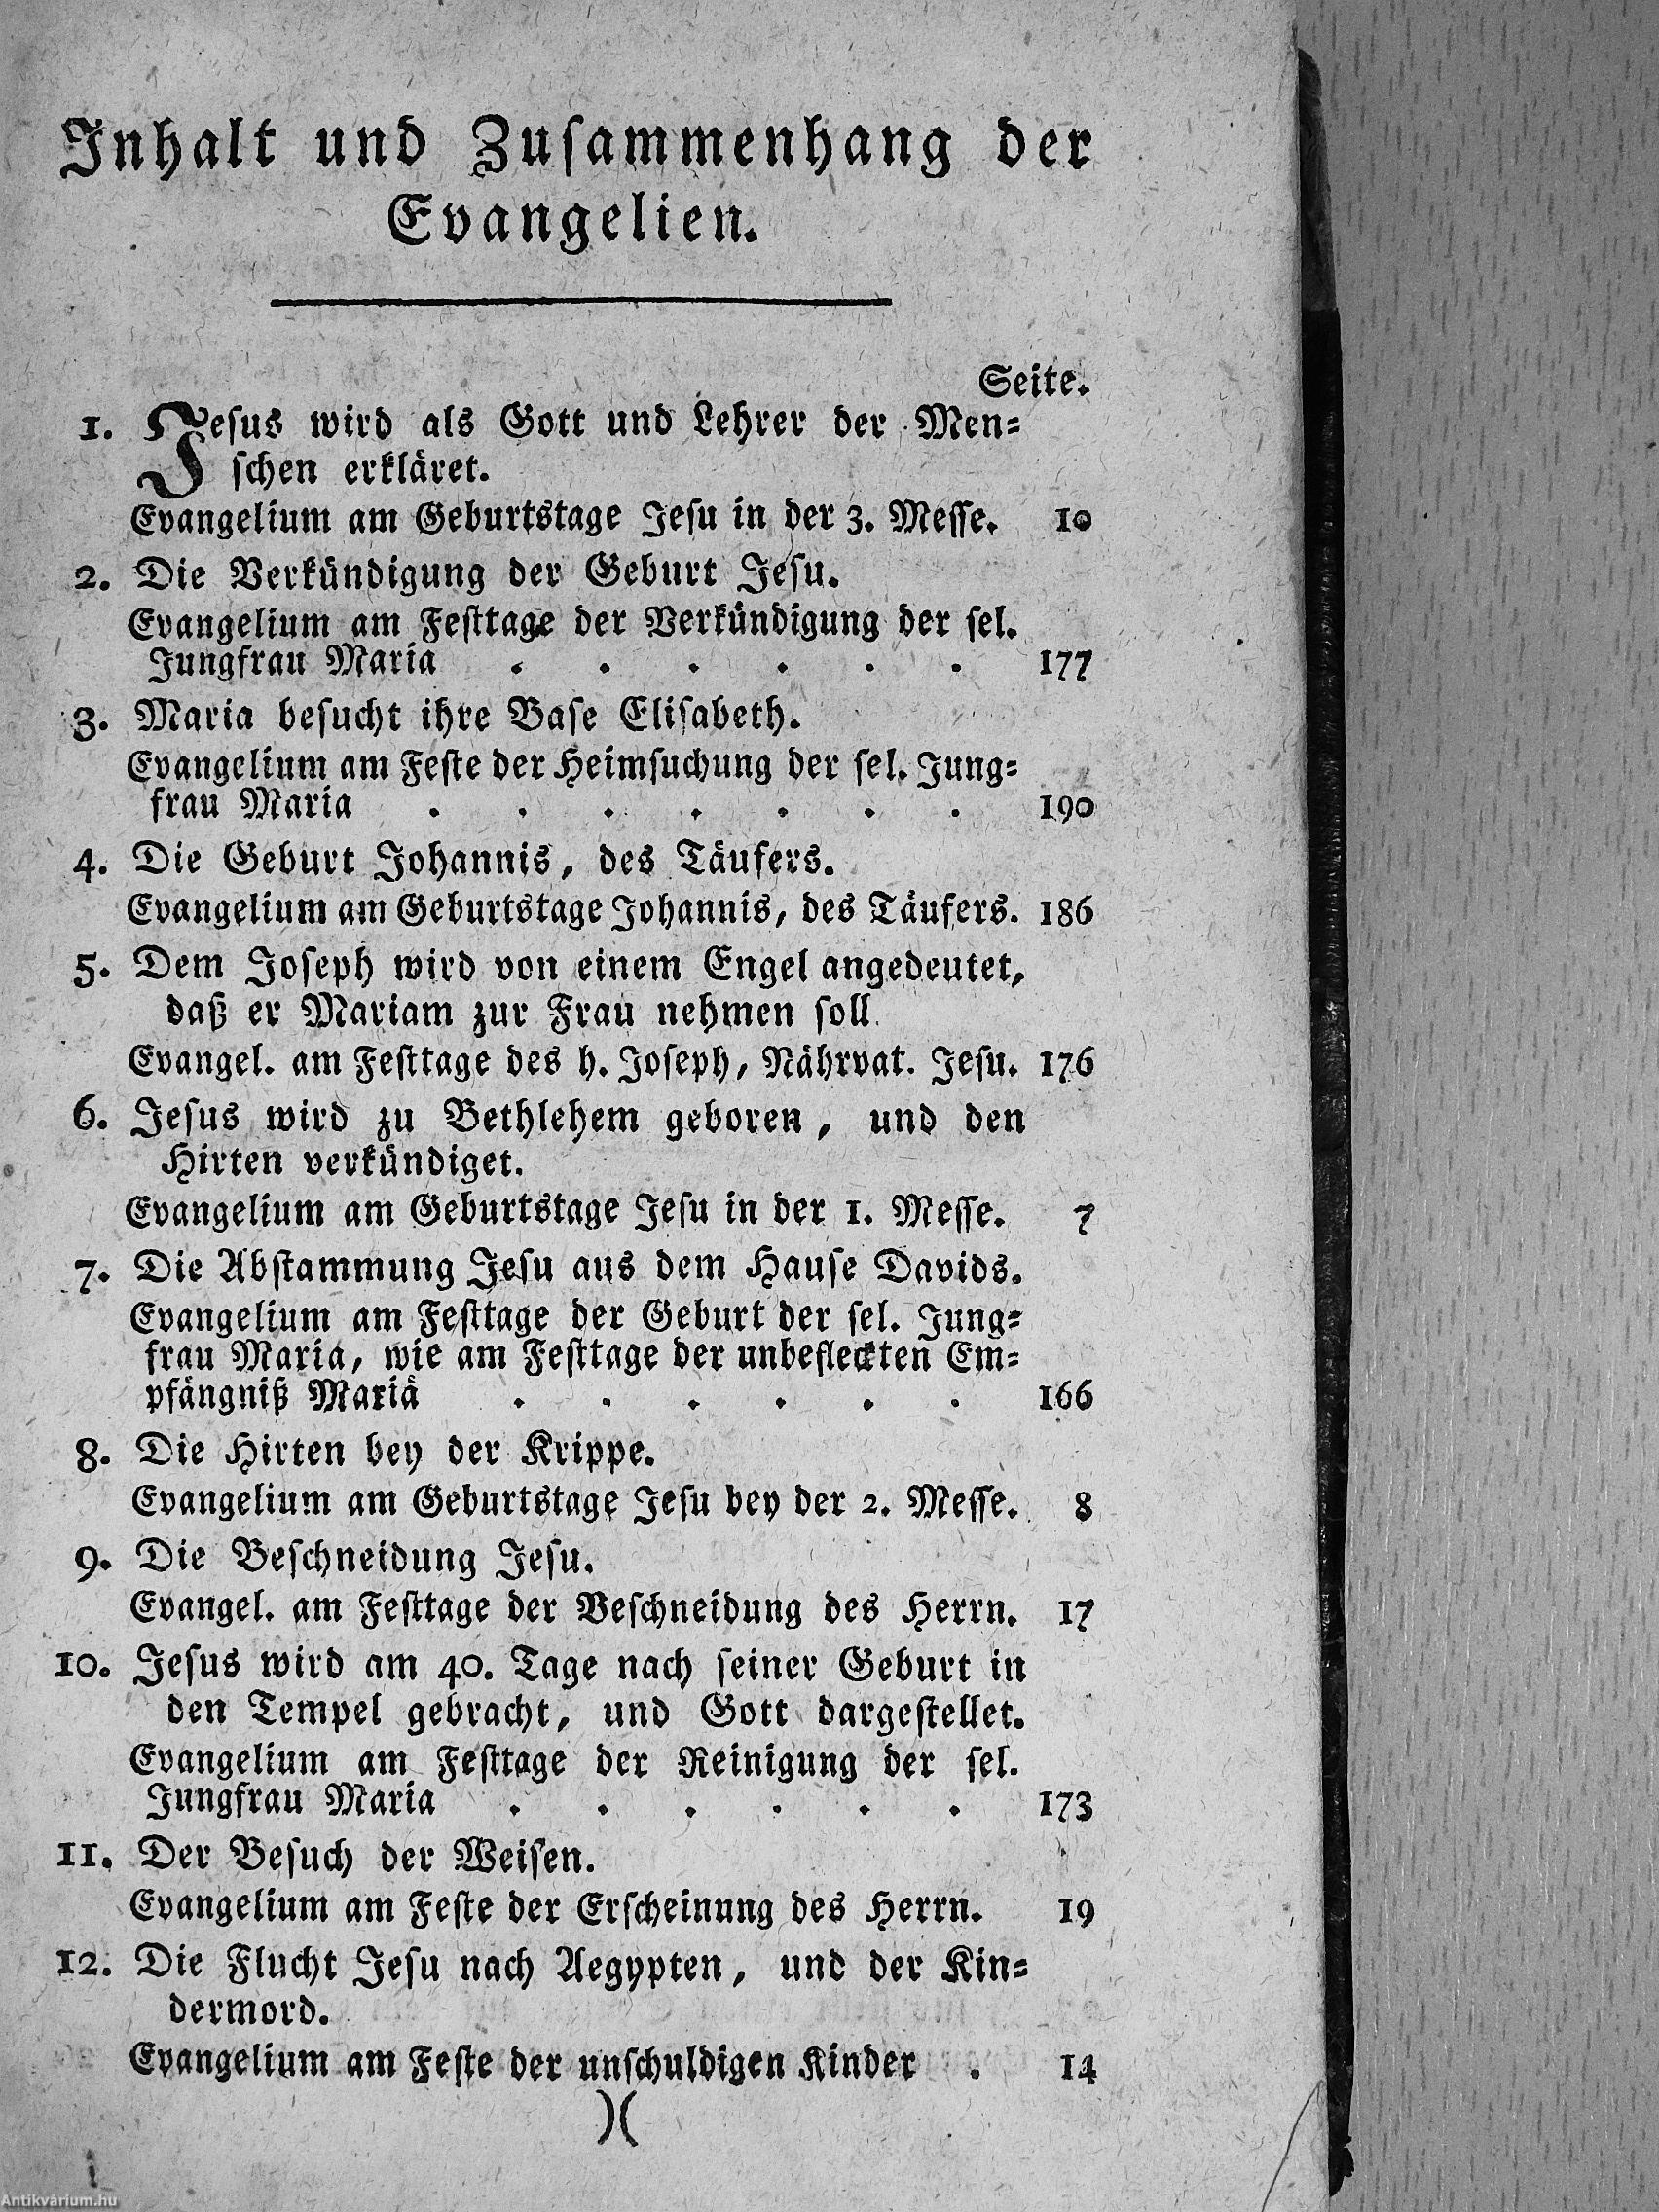 Inhalt und Zuſammenhang der
Evangelien.
Seite.
1. Jeſus wird als Gott und Lehrer der Men⸗
ſchen erkläret.
Evangelium am Geburtstage Jeſu in der 3. Meſſe. 10
2. Die Verkündigung der Geburt Jeſu.
Evangelium am Feſttage der Verkündigung der ſel.
Jungfrau Maria . . . . . . 177
3. Maria beſucht ihre Baſe Eliſabeth.
Evangelium am Feſte der Heimſuchung der ſel. Jung⸗
frau Maria . . . . . . . 190
4. Die Geburt Johannis, des Täufers.
Evangelium am Geburtstage Johannis, des Täufers. 186
5. Dem Joſeph wird von einem Engel angedeutet,
daß er Mariam zur Frau nehmen ſoll.
Evangel. am Feſttage des h. Joſeph, Nährvat. Jeſu. 176
6. Jeſus wird zu Bethlehem geboren, und den
Hirten verkündiget.
Evangelium am Geburtstage Jeſu in der 1. Meſſe. 7
7. Die Abſtammung Jeſu aus dem Hauſe Davids.
Evangelium am Feſttage der Geburt der ſel. Jung⸗
frau Maria, wie am Feſttage der unbefleckten Em⸗
pfängniß Mariä . . . . . . 166
8. Die Hirten bey der Krippe.
Evangelium am Geburtstage Jeſu bey der 2. Meſſe. 8
9. Die Beſchneidung Jeſu.
Evangel. am Feſttage der Beſchneidung des Herrn. 17
10. Jeſus wird am 40. Tage nach ſeiner Geburt in
den Tempel gebracht, und Gott dargeſtellet.
Evangelium am Feſttage der Reinigung der ſel.
Jungfrau Maria . . . . . . 173
11. Der Beſuch der Weiſen.
Evangelium am Feſte der Erſcheinung des Herrn. 19
12. Die Flucht Jeſu nach Aegypten, und der Kin⸗
dermord.
Evangelium am Feſte der unſchuldigen Kinder . 14
)(
Antikvárium.hu